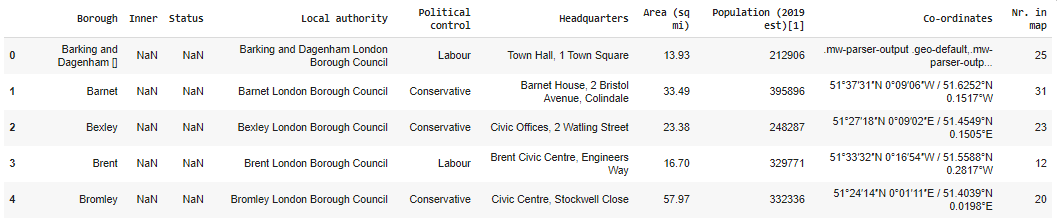 Borough Inner Status Local authority Political control Headquarters Area (sq mi) Population (2019 est)[1] Co-ordinates Nr. in map
0 Barking and Dagenham [] NaN NaN Barking and Dagenham London Borough Council Labour Town Hall, 1 Town Square 13.93 212906 .mw-parser-output .geo-default,.mw-parser-outp... 25
1 Barnet NaN NaN Barnet London Borough Council Conservative Barnet House, 2 Bristol Avenue, Colindale 33.49 395896 51°37′31″N 0°09′06″W / 51.6252°N 0.1517°W 31
2 Bexley NaN NaN Bexley London Borough Council Conservative Civic Offices, 2 Watling Street 23.38 248287 51°27′18″N 0°09′02″E / 51.4549°N 0.1505°E 23
3 Brent NaN NaN Brent London Borough Council Labour Brent Civic Centre, Engineers Way 16.70 329771 51°33′32″N 0°16′54″W / 51.5588°N 0.2817°W 12
4 Bromley NaN NaN Bromley London Borough Council Conservative Civic Centre, Stockwell Close 57.97 332336 51°24′14″N 0°01′11″E / 51.4039°N 0.0198°E 20